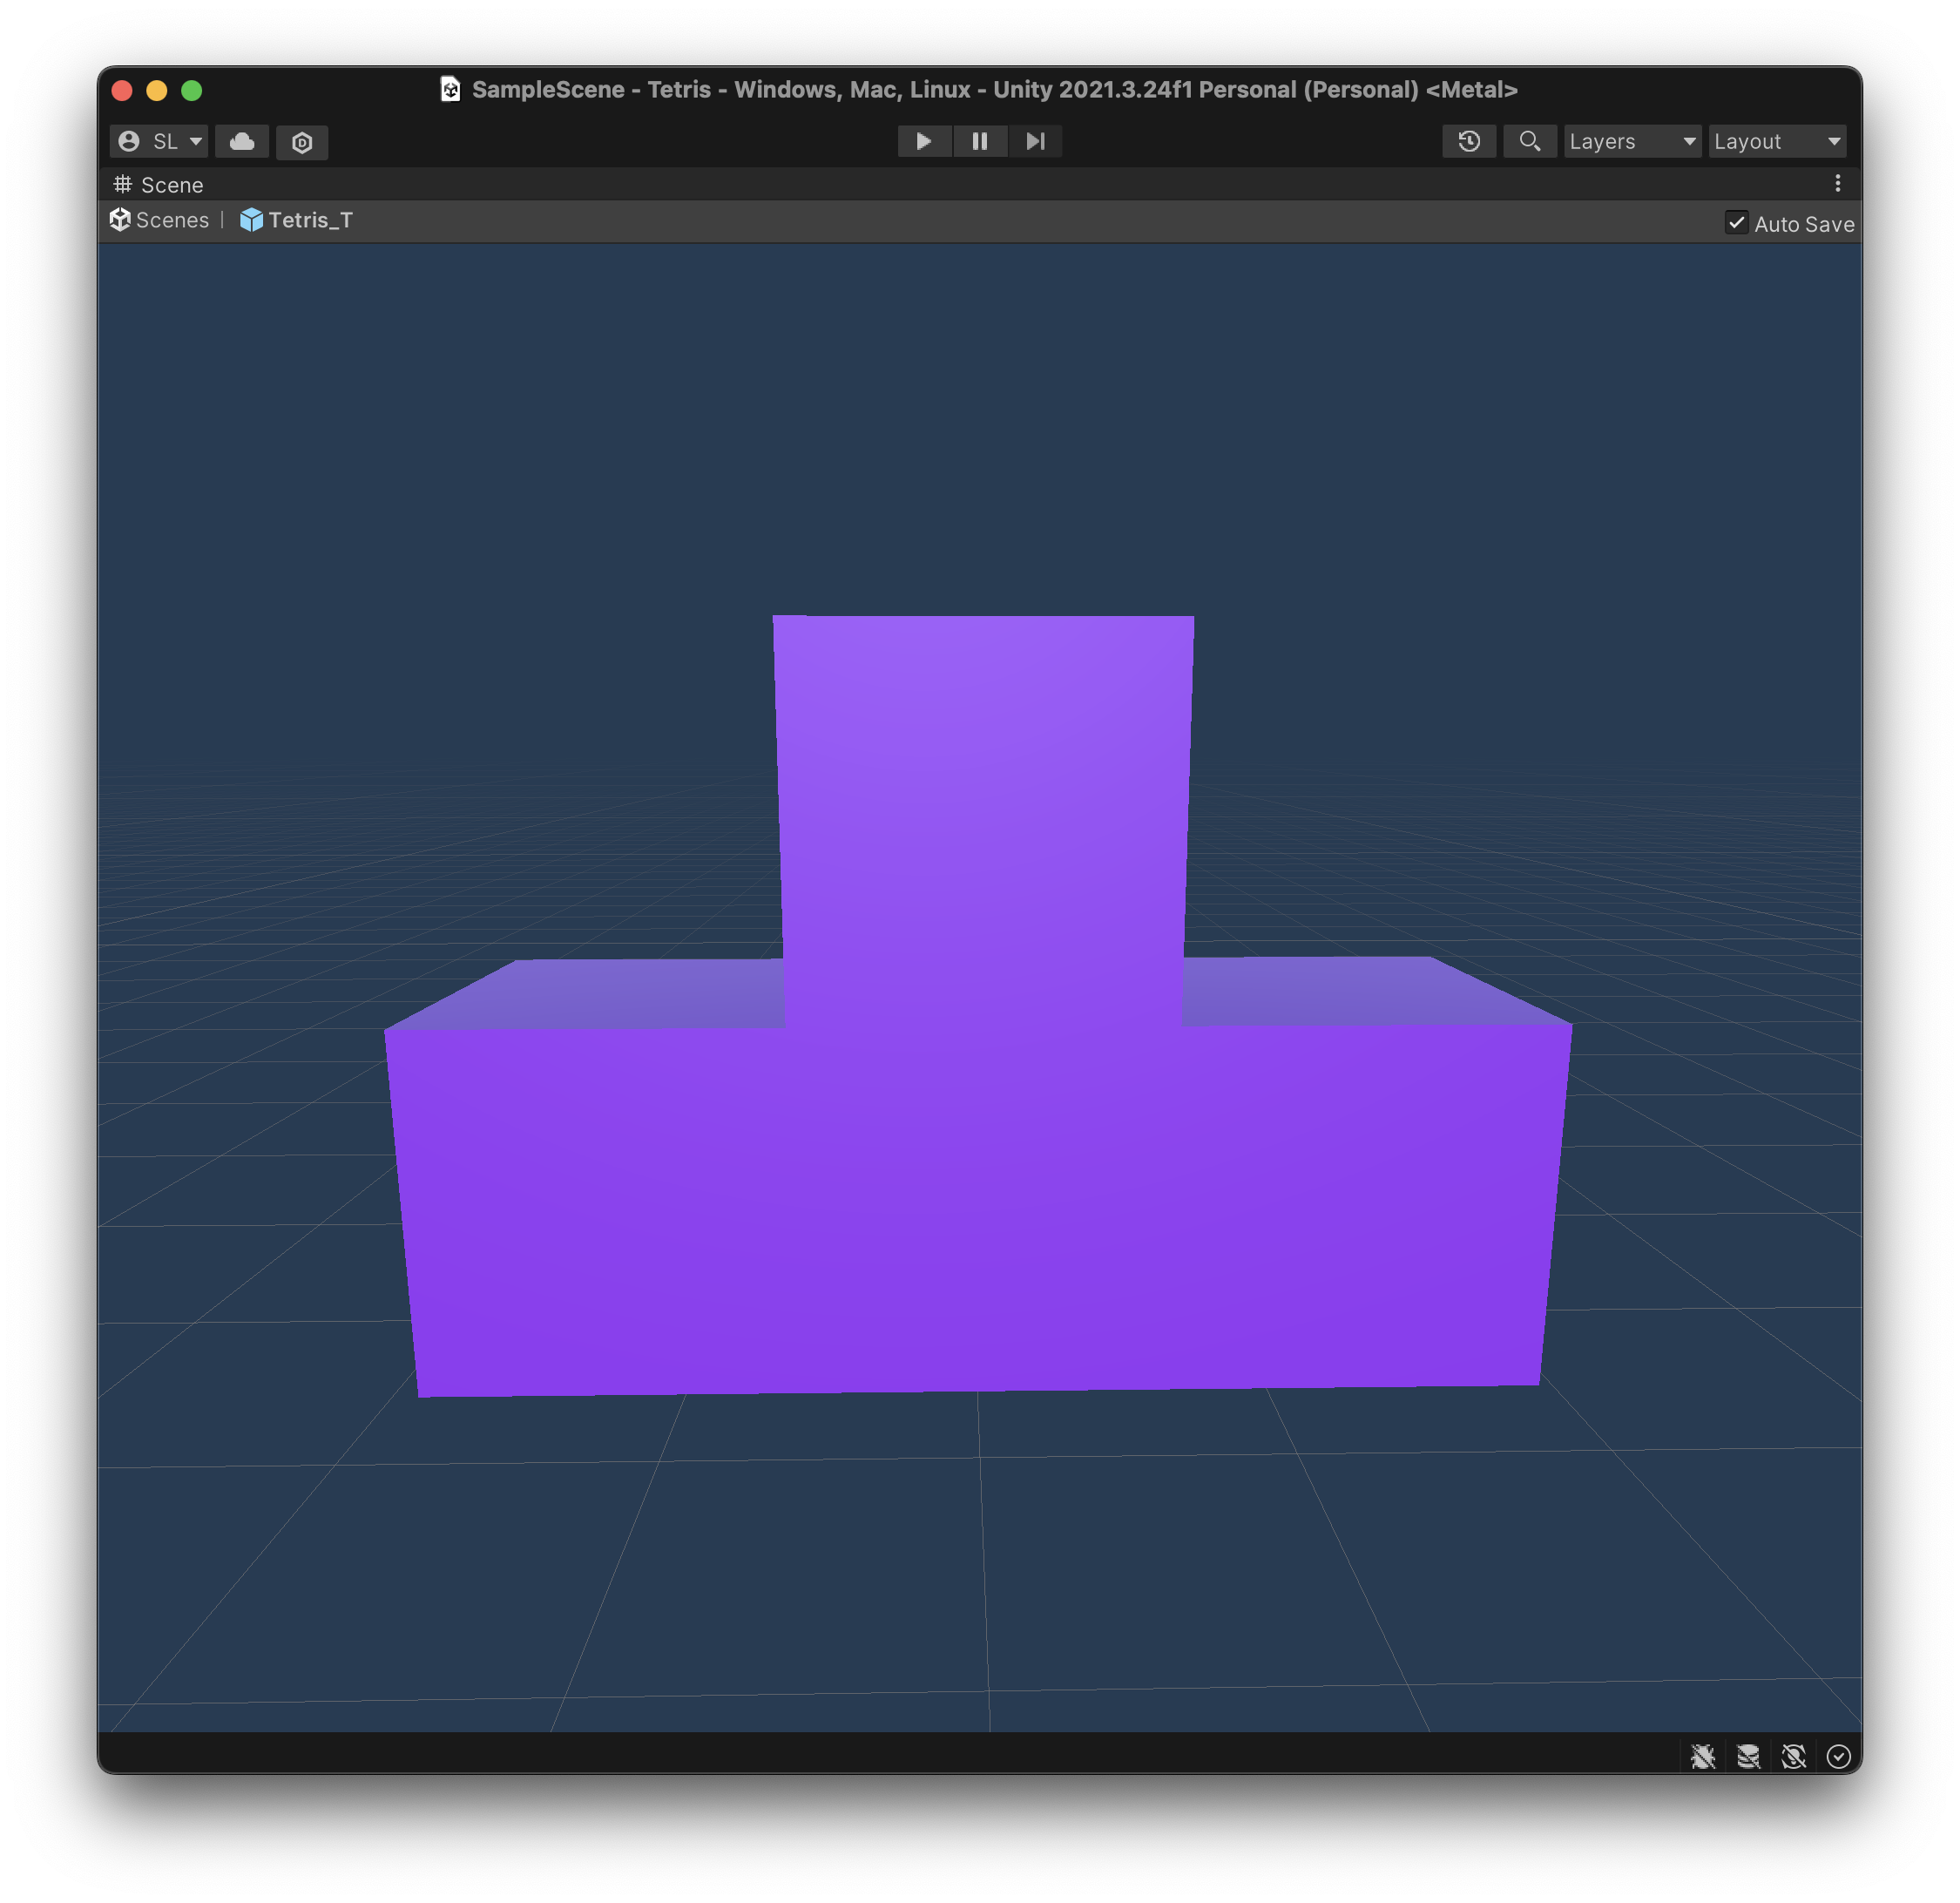 SampleScene - Tetris - Windows, Mac, Linux - Unity 2021.3.24f1 Personal (Personal) <Metal>
SL
Layers
Layout
Scene
Scenes | Tetris_T
Auto Save